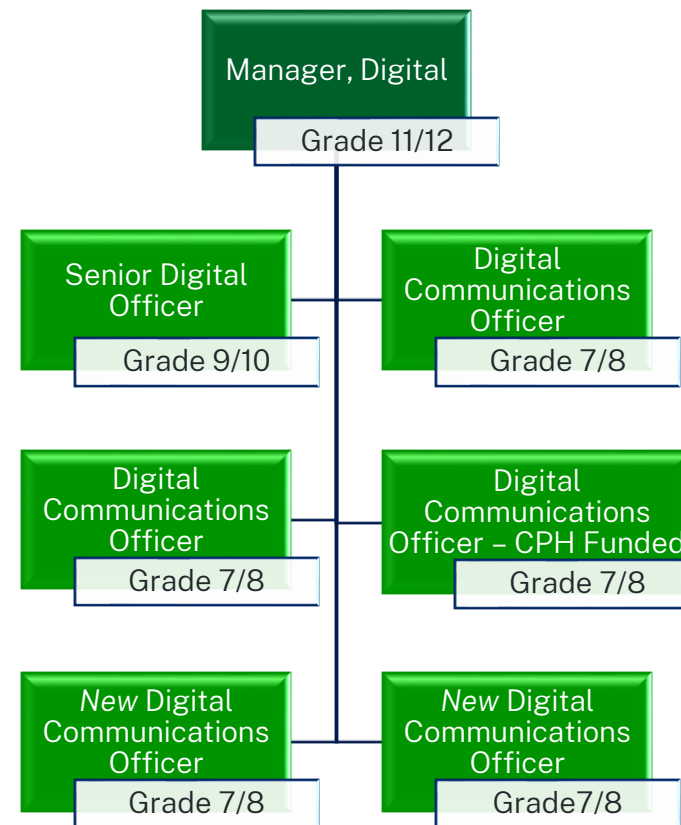 Manager, Digital
Grade 11/12
Senior Digital
Officer
Grade 9/10
Digital
Communications
Officer
Grade 7/8
Digital
Communications
Officer
Grade 7/8
Digital
Communications
Officer – CPH Funded
Grade 7/8
New Digital
Communications
Officer
Grade 7/8
New Digital
Communications
Officer
Grade7/8